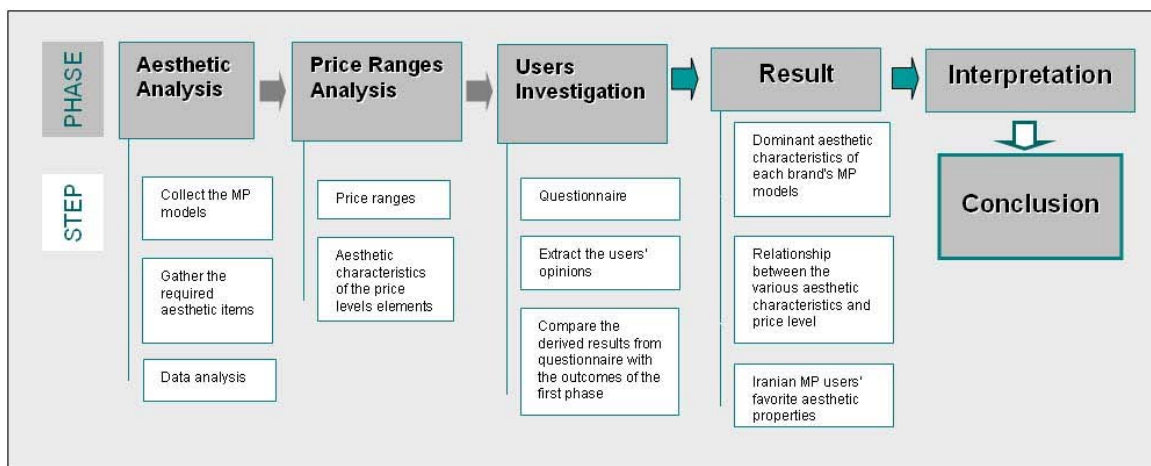 PHASE
Aesthetic
Analysis
Price Ranges
Analysis
Users
Investigation
Result
Interpretation
Conclusion
STEP
Collect the MP
models
Gather the
required
aesthetic items
Data analysis
Price ranges
Aesthetic
characteristics
of the price
levels elements
Questionnaire
Extract the users'
opinions
Compare the
derived results from
questionnaire with
the outcomes of the
first phase
Dominant aesthetic
characteristics of
each brand's MP
models
Relationship
between the
various aesthetic
characteristics and
price level
Iranian MP users'
favorite aesthetic
properties